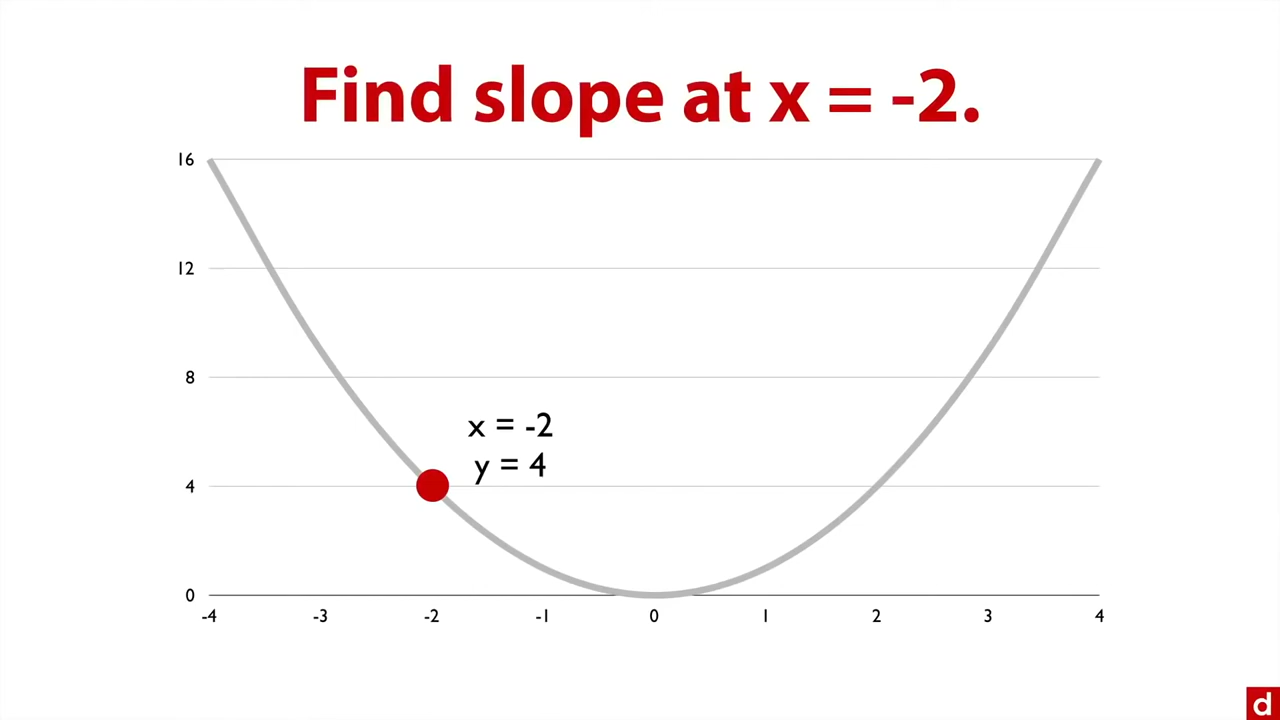 Find slope at x = -2.
16
12
8
x = -2
y = 4
4
0
-4 -3 -2 -1 0 1 2 3 4
d